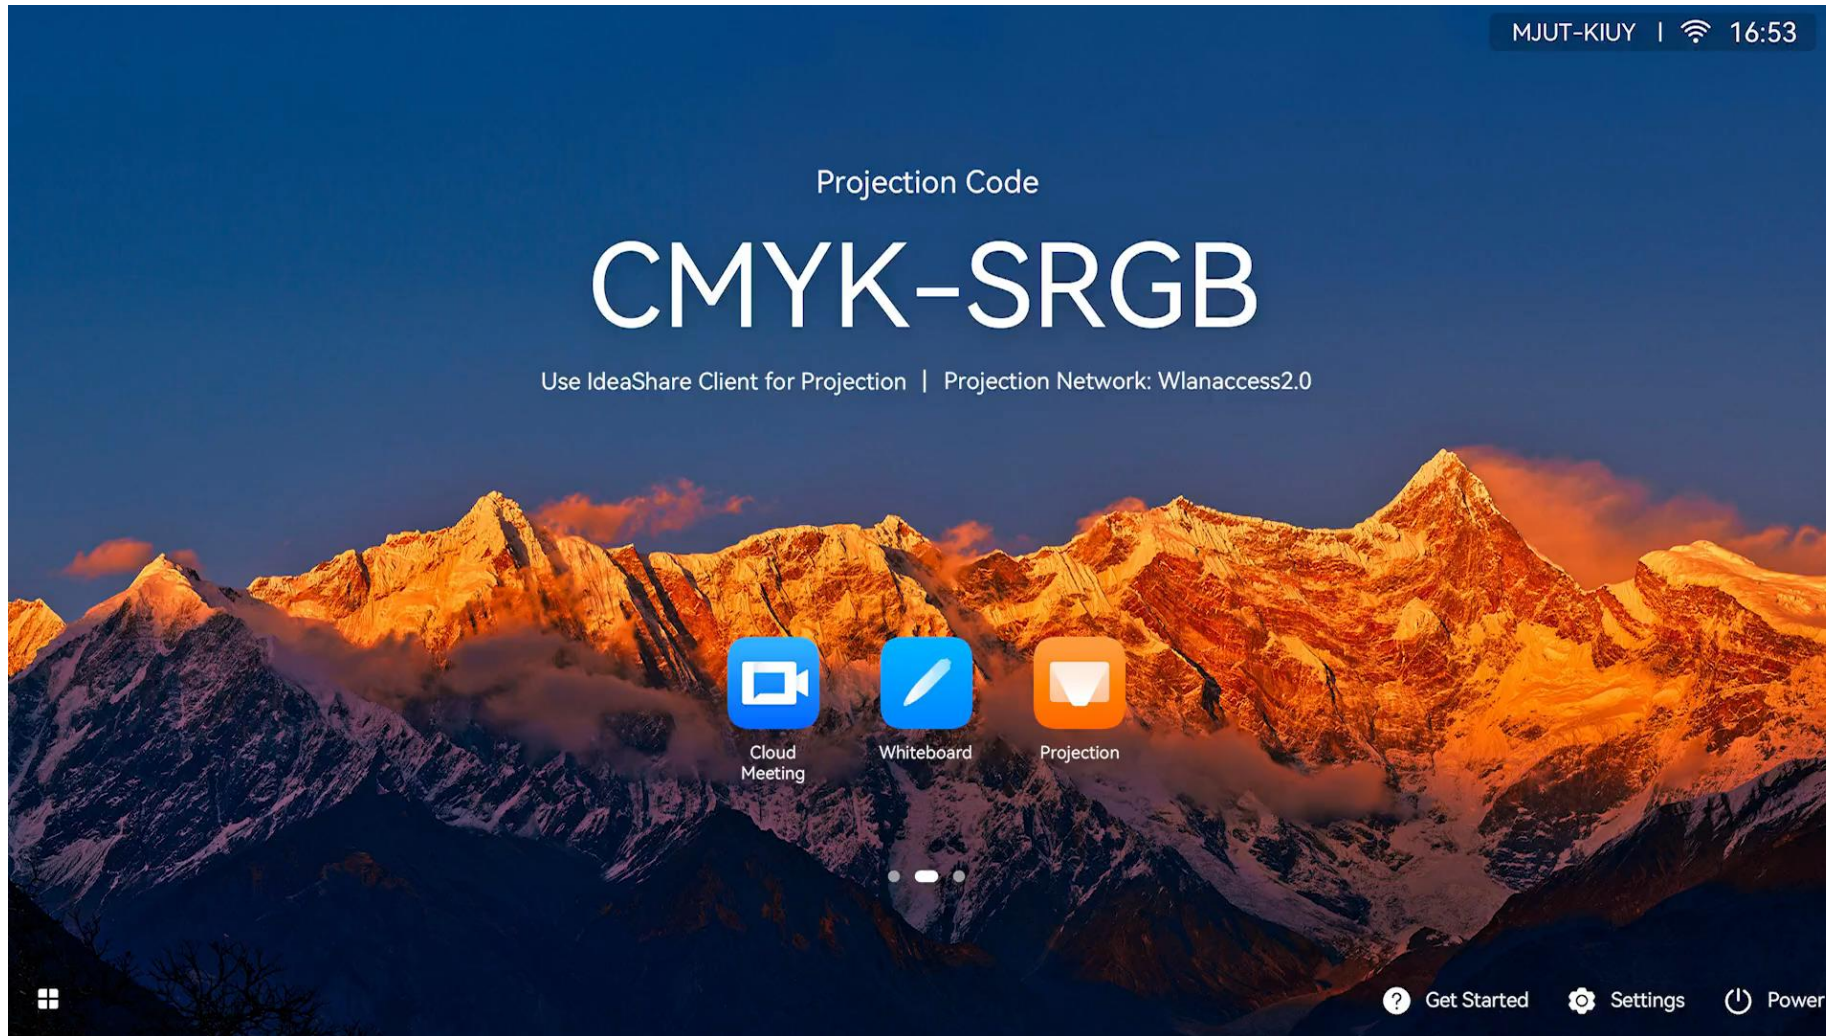 MJUT-KIUY | 16:53
Projection Code
CMYK-SRGB
Use IdeaShare Client for Projection | Projection Network: Wlanaccess2.0
Cloud
Meeting
Whiteboard
Projection
? Get Started
Settings
Power